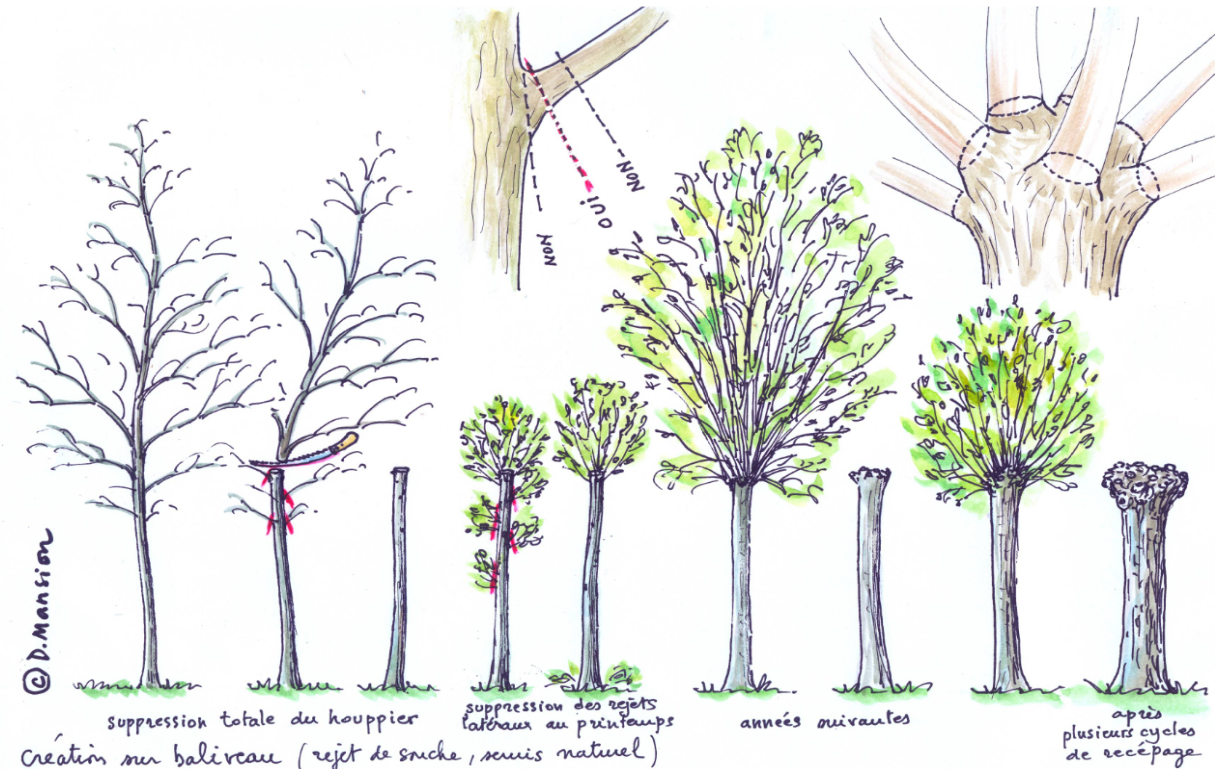 NON
OUI
NON
© D. Mansion
suppression totale du houppier
suppression des rejets
latéraux au printemps
années suivantes
après
plusieurs cycles
de recépage
Création sur baliveau (rejet de souche, semis naturel)